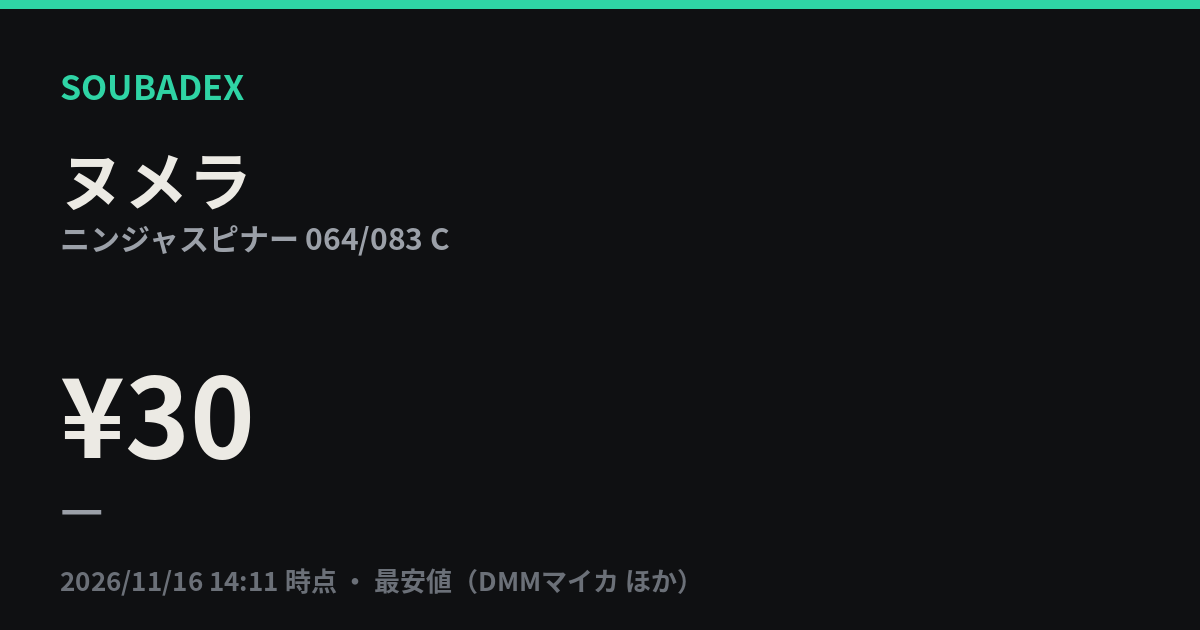 SOUBADEX
ヌメラ
ニンジャスピナー 064/083 C
¥30
—
2026/11/16 14:11 時点 ・ 最安値（DMMマイカ ほか）